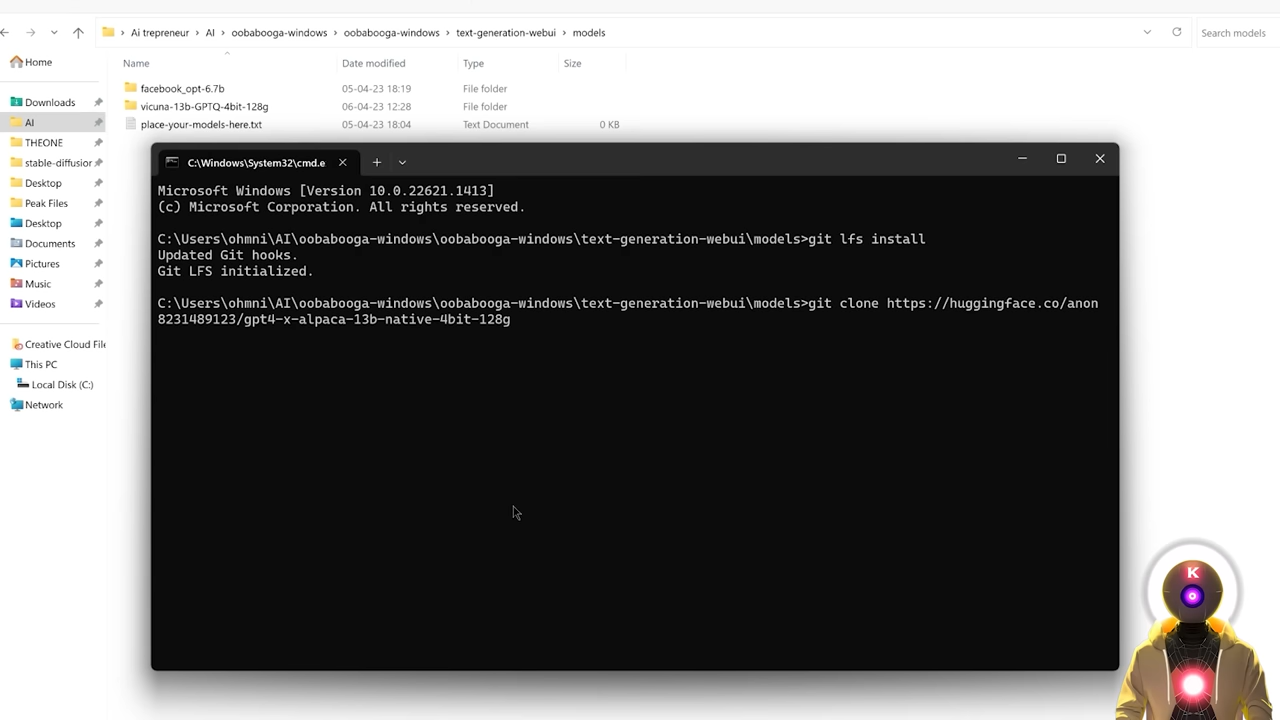 Ai trepreneur > AI > oobabooga-windows > oobabooga-windows > text-generation-webui > models
Search models
Name Date modified Type Size
Home
Downloads
AI
THEONE
stable-diffusion
Desktop
Peak Files
Desktop
Documents
Pictures
Music
Videos
Creative Cloud File
This PC
Local Disk (C:)
Network
facebook_opt-6.7b 05-04-23 18:19 File folder
vicuna-13b-GPTQ-4bit-128g 06-04-23 12:28 File folder
place-your-models-here.txt 05-04-23 18:04 Text Document 0 KB
C:\Windows\System32\cmd.e
Microsoft Windows [Version 10.0.22621.1413]
(c) Microsoft Corporation. All rights reserved.
C:\Users\ohmni\AI\oobabooga-windows\oobabooga-windows\text-generation-webui\models>git lfs install
Updated Git hooks.
Git LFS initialized.
C:\Users\ohmni\AI\oobabooga-windows\oobabooga-windows\text-generation-webui\models>git clone https://huggingface.co/anon
8231489123/gpt4-x-alpaca-13b-native-4bit-128g
K